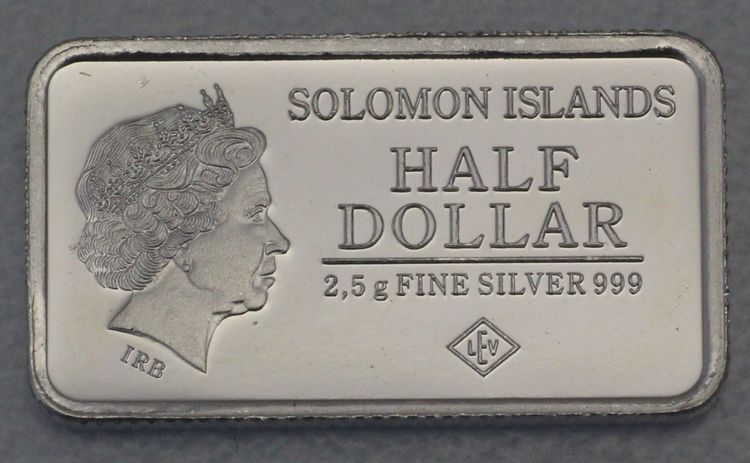 SOLOMON ISLANDS
HALF
DOLLAR
2,5 g FINE SILVER 999
LEV
IRB